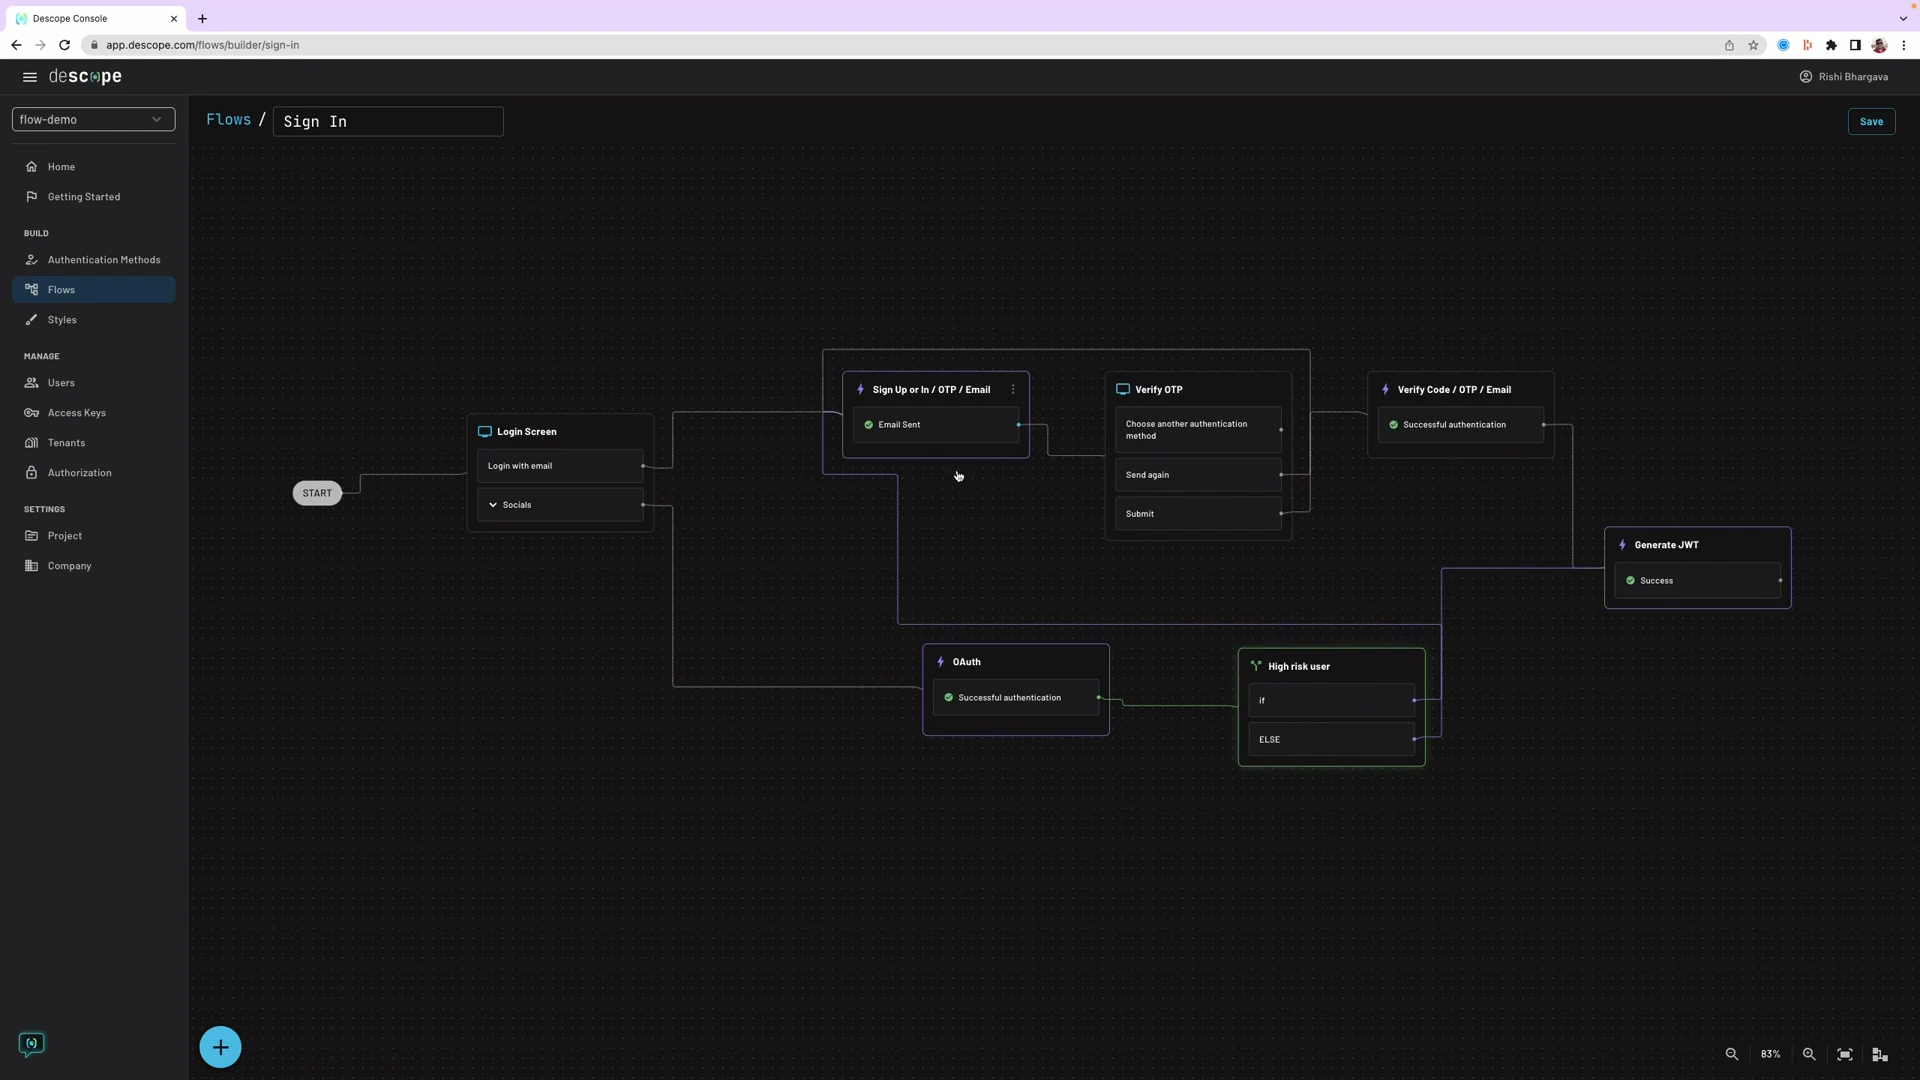 Descope Console
app.descope.com/flows/builder/sign-in
descope
Rishi Bhargava
flow-demo
Flows / Sign In
Save
Home
Getting Started
BUILD
Authentication Methods
Flows
Styles
MANAGE
Users
Access Keys
Tenants
Authorization
SETTINGS
Project
Company
START
Login Screen
Login with email
Socials
Sign Up or In / OTP / Email
Email Sent
Verify OTP
Choose another authentication
method
Send again
Submit
Verify Code / OTP / Email
Successful authentication
Generate JWT
Success
OAuth
Successful authentication
High risk user
if
ELSE
83%